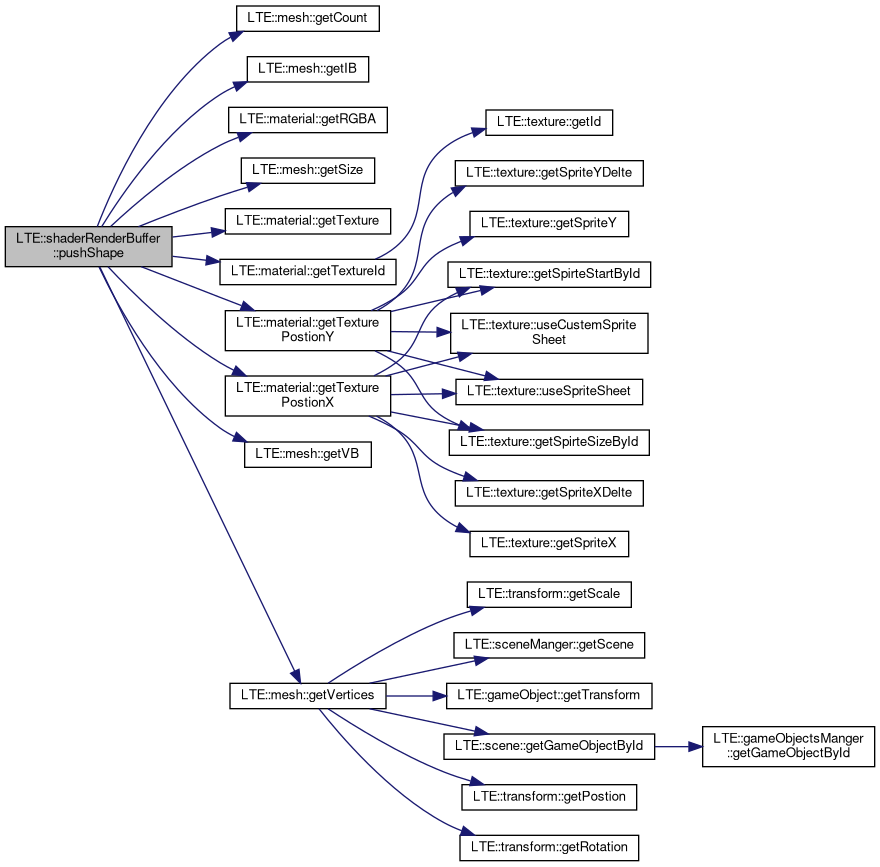 LTE::shaderRenderBuffer
::pushShape
LTE::mesh::getCount
LTE::mesh::getIB
LTE::material::getRGBA
LTE::mesh::getSize
LTE::material::getTexture
LTE::material::getTextureId
LTE::material::getTexture
PostionY
LTE::material::getTexture
PostionX
LTE::mesh::getVB
LTE::mesh::getVertices
LTE::texture::getId
LTE::texture::getSpriteYDelte
LTE::texture::getSpriteY
LTE::texture::getSpirteStartById
LTE::texture::useCustemSprite
Sheet
LTE::texture::useSpriteSheet
LTE::texture::getSpirteSizeById
LTE::texture::getSpriteXDelte
LTE::texture::getSpriteX
LTE::transform::getScale
LTE::sceneManger::getScene
LTE::gameObject::getTransform
LTE::scene::getGameObjectById
LTE::transform::getPostion
LTE::transform::getRotation
LTE::gameObjectsManger
::getGameObjectById